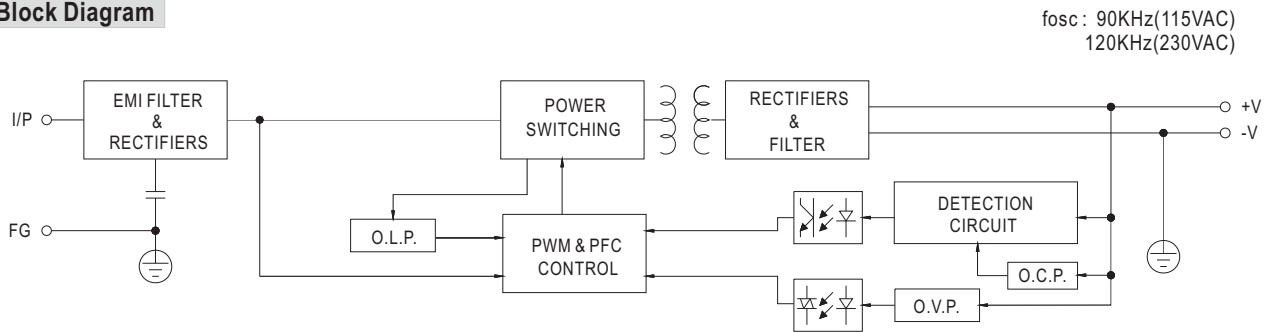 Block Diagram
fosc : 90KHz(115VAC)
120KHz(230VAC)
I/P
EMI FILTER
&
RECTIFIERS
POWER
SWITCHING
RECTIFIERS
&
FILTER
+V
-V
FG
O.L.P.
PWM & PFC
CONTROL
DETECTION
CIRCUIT
O.C.P.
O.V.P.